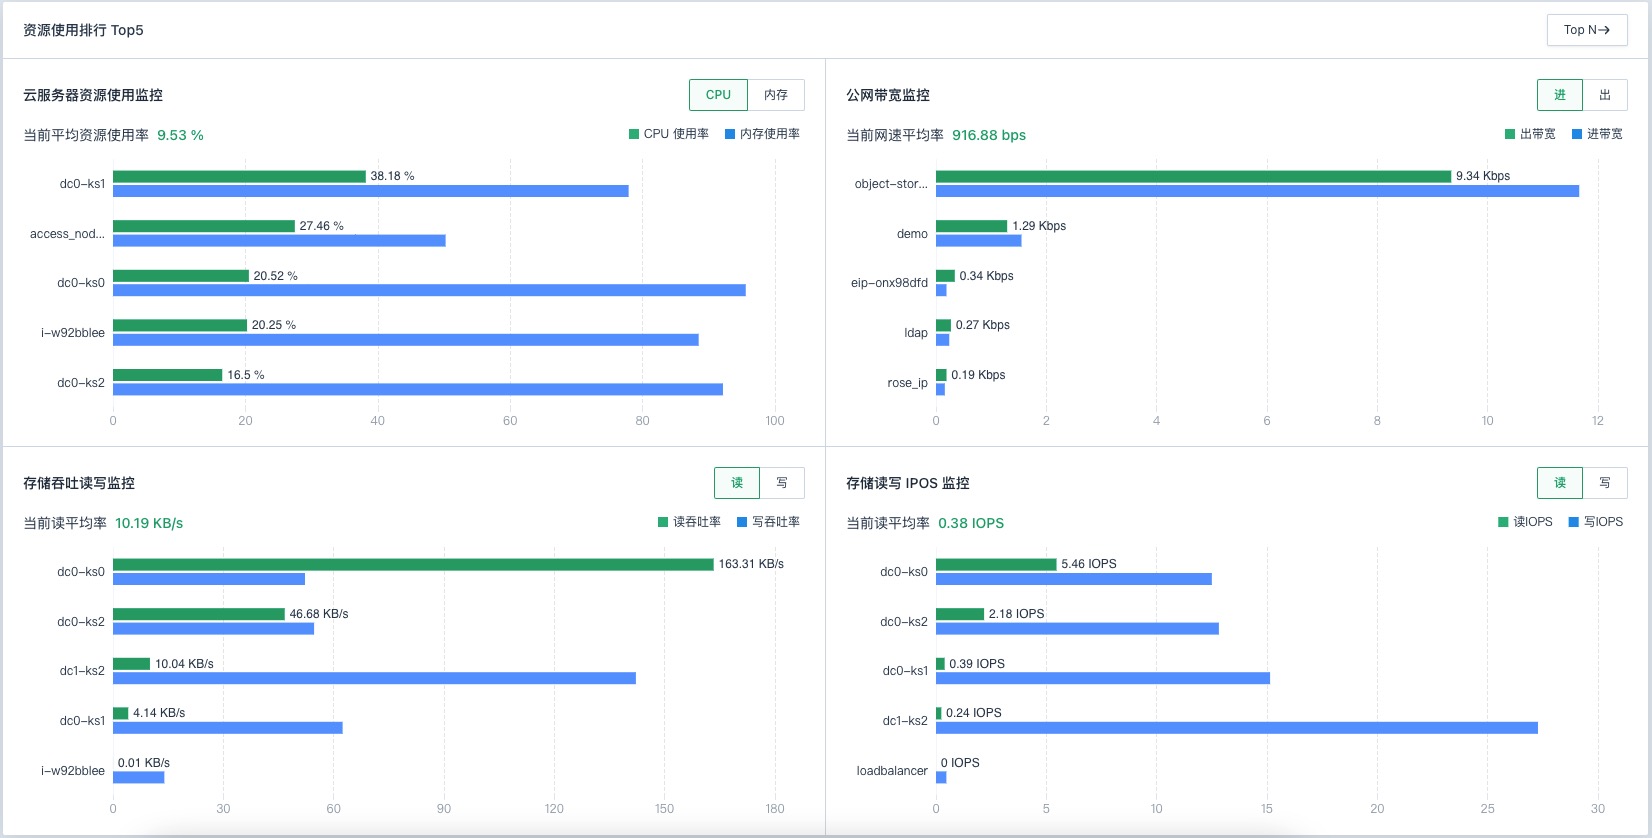 资源使用排行 Top5
Top N→
云服务器资源使用监控
CPU 内存
当前平均资源使用率 9.53 %
CPU 使用率 内存使用率
dc0-ks1 38.18 %
access_nod... 27.46 %
dc0-ks0 20.52 %
i-w92bblee 20.25 %
dc0-ks2 16.5 %
0 20 40 60 80 100
公网带宽监控
进 出
当前网速平均率 916.88 bps
出带宽 进带宽
object-stor... 9.34 Kbps
demo 1.29 Kbps
eip-onx98dfd 0.34 Kbps
ldap 0.27 Kbps
rose_ip 0.19 Kbps
0 2 4 6 8 10 12
存储吞吐读写监控
读 写
当前读平均率 10.19 KB/s
读吞吐率 写吞吐率
dc0-ks0 163.31 KB/s
dc0-ks2 46.68 KB/s
dc1-ks2 10.04 KB/s
dc0-ks1 4.14 KB/s
i-w92bblee 0.01 KB/s
0 30 60 90 120 150 180
存储读写 IPOS 监控
读 写
当前读平均率 0.38 IOPS
读IOPS 写IOPS
dc0-ks0 5.46 IOPS
dc0-ks2 2.18 IOPS
dc0-ks1 0.39 IOPS
dc1-ks2 0.24 IOPS
loadbalancer 0 IOPS
0 5 10 15 20 25 30